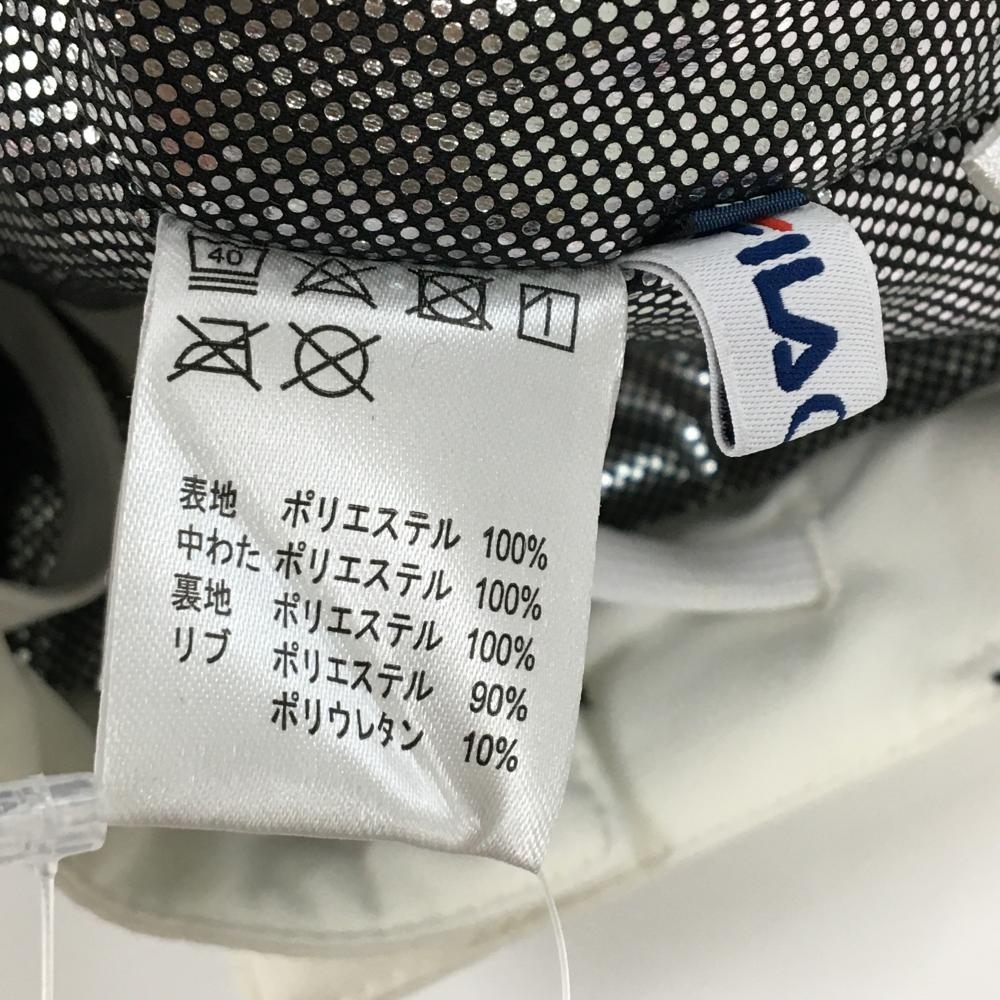 40
表地 ポリエステル 100%
中わた ポリエステル 100%
裏地 ポリエステル 100%
リブ ポリエステル 90%
ポリウレタン 10%
ILA